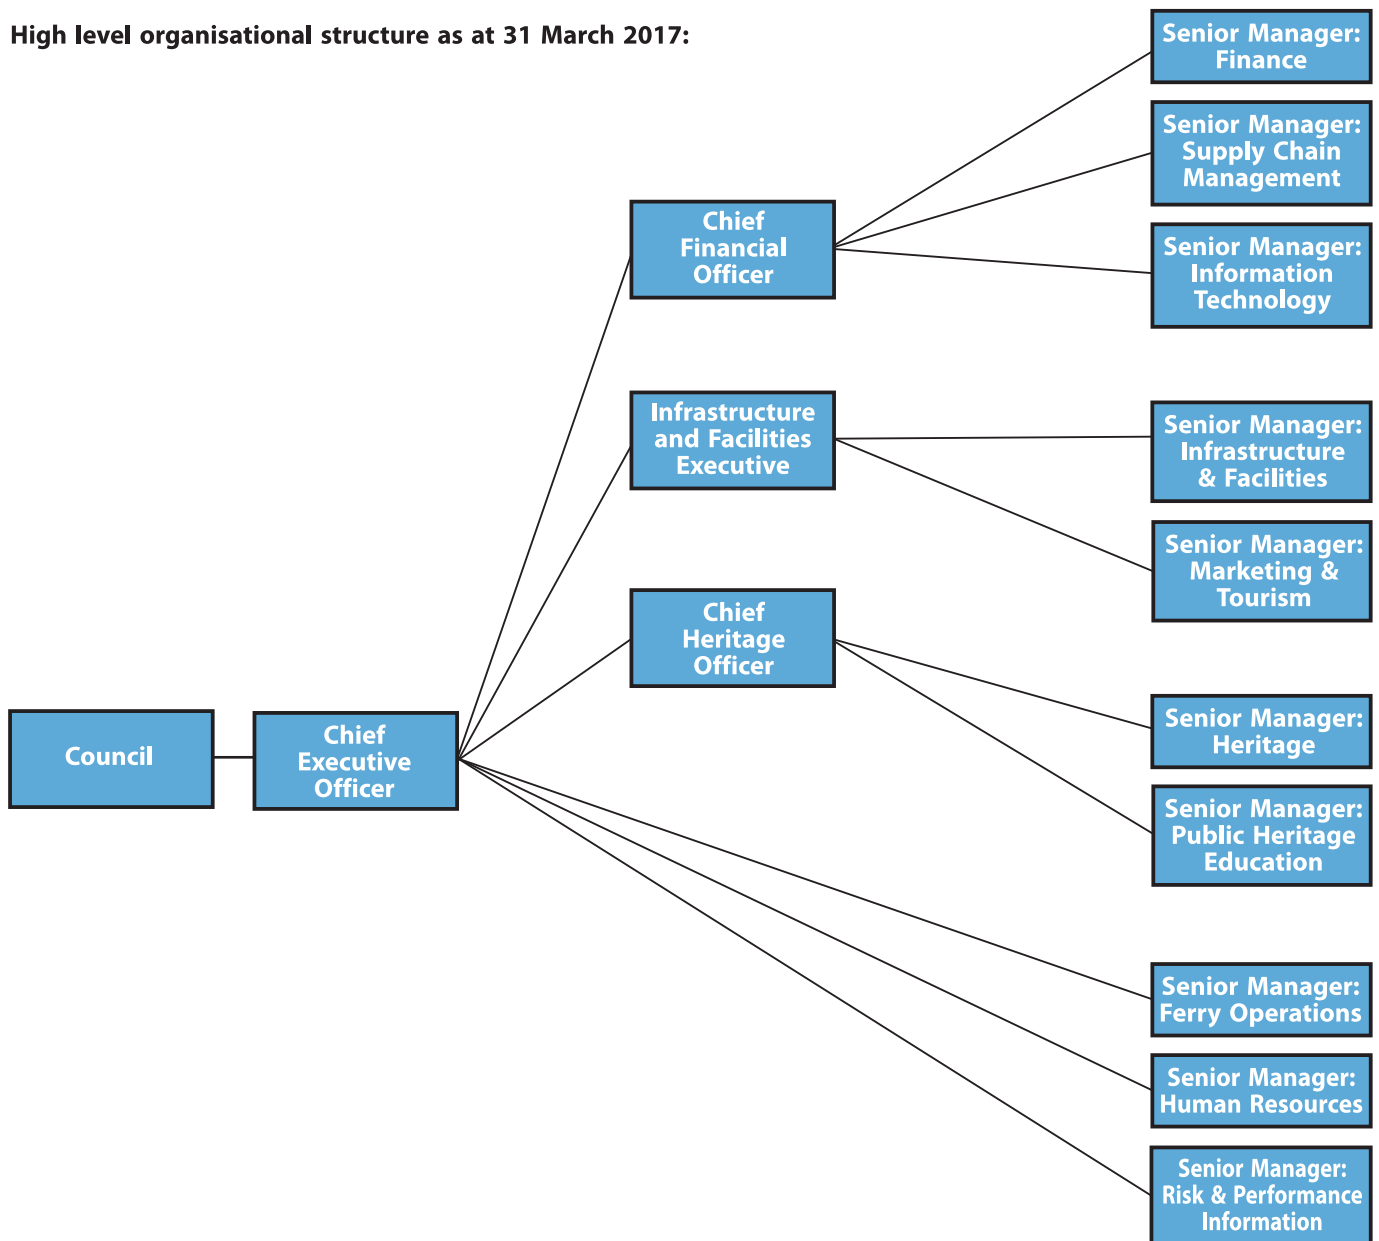 High level organisational structure as at 31 March 2017:
Senior Manager:
Finance
Senior Manager:
Supply Chain
Management
Chief
Financial
Officer
Senior Manager:
Information
Technology
Infrastructure
and Facilities
Executive
Senior Manager:
Infrastructure
& Facilities
Senior Manager:
Marketing &
Tourism
Chief
Heritage
Officer
Senior Manager:
Heritage
Council
Chief
Executive
Officer
Senior Manager:
Public Heritage
Education
Senior Manager:
Ferry Operations
Senior Manager:
Human Resources
Senior Manager:
Risk & Performance
Information